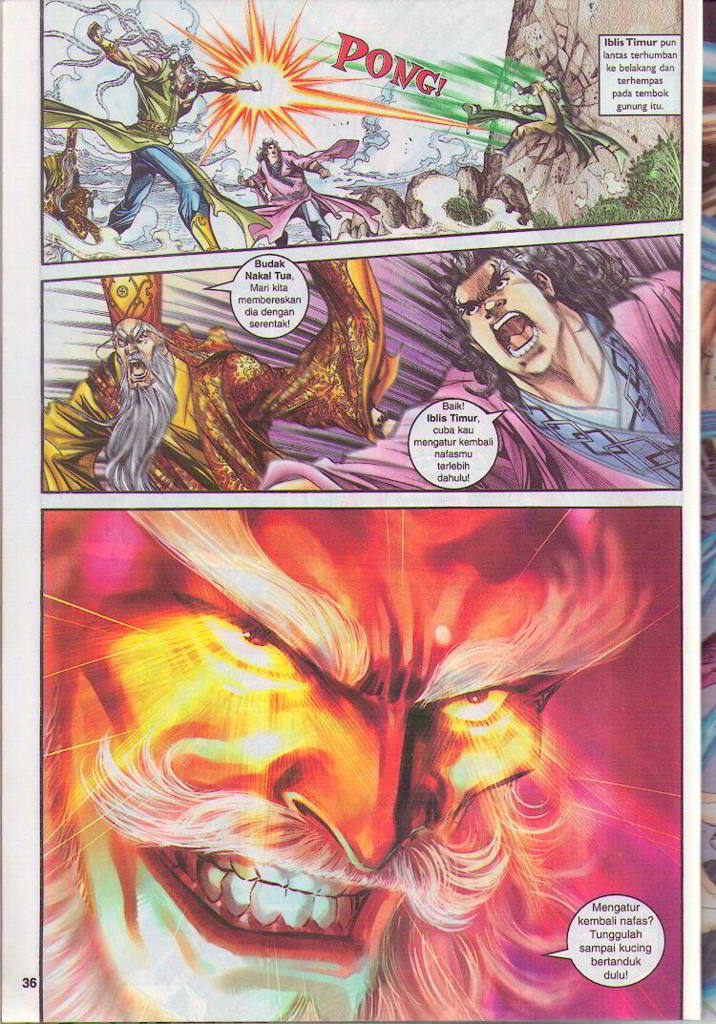 PONG!
Iblis Timur pun
lantas terhumban
ke belakang dan
terhempas
pada tembok
gunung itu.
Budak
Nakal Tua,
Mari kita
membereskan
dia dengan
serentak!
Baik!
Iblis Timur,
cuba kau
mengatur kembali
nafasmu
terlebih
dahulu!
Mengatur
kembali nafas?
Tunggulah
sampai kucing
bertanduk
dulu!
36